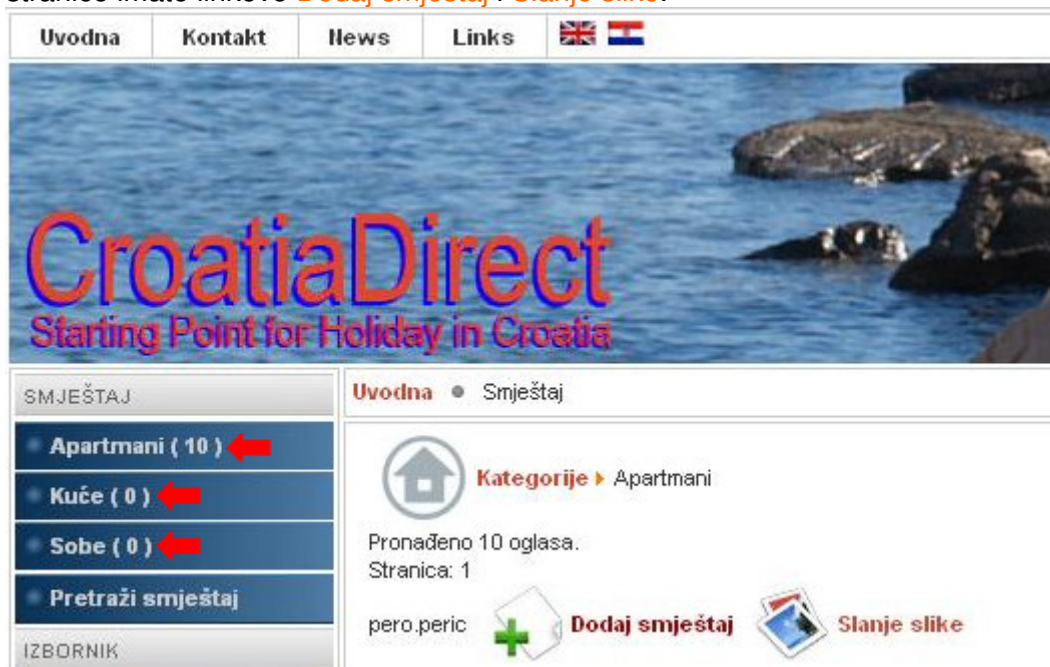 stranice imate linkove Dodaj smještaj i Slanje slike.
Uvodna Kontakt News Links
CroatiaDirect
Starting Point for Holiday in Croatia
SMJEŠTAJ
Apartmani ( 10 )
Kuće ( 0 )
Sobe ( 0 )
Pretraži smještaj
IZBORNIK
Uvodna • Smještaj
Kategorije Apartmani
Pronađeno 10 oglasa.
Stranica: 1
pero.peric Dodaj smještaj Slanje slike